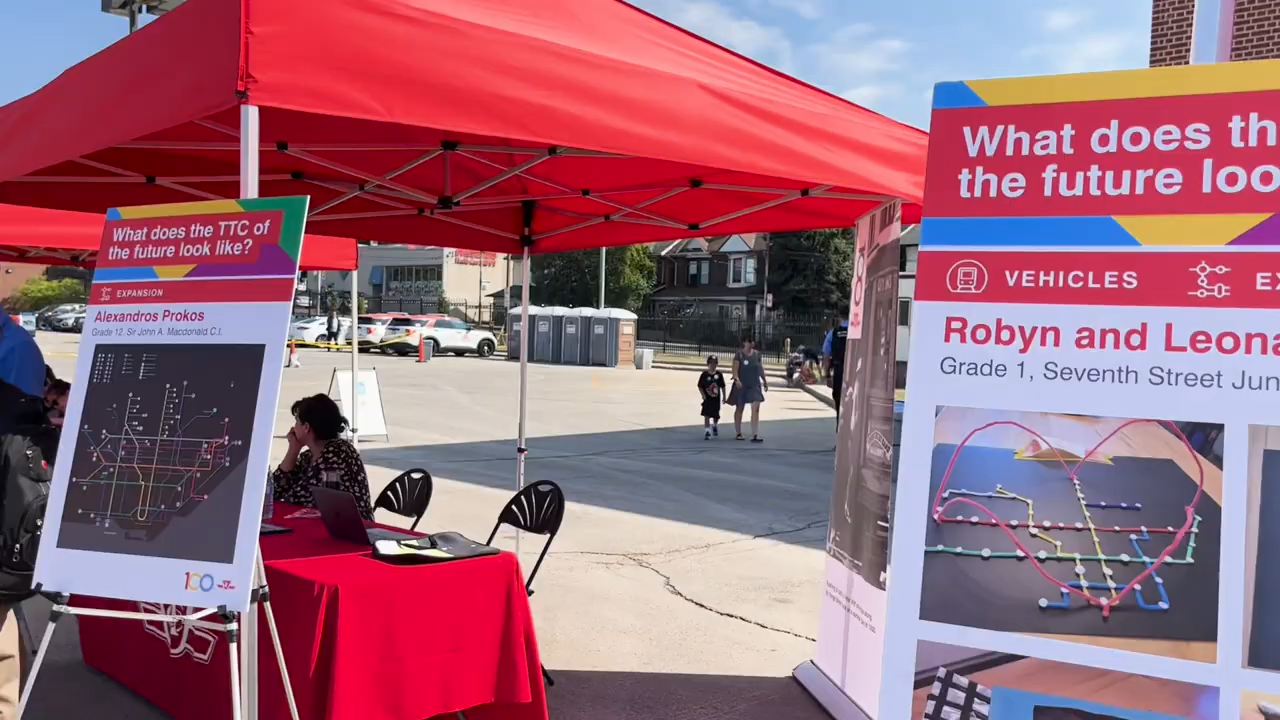 What does the TTC of
the future look like?
EXPANSION
Alexandros Prokos
Grade 12, Sir John A. Macdonald C.I.
100
What does th
the future loo
VEHICLES
EX
Robyn and Leona
Grade 1, Seventh Street Jun